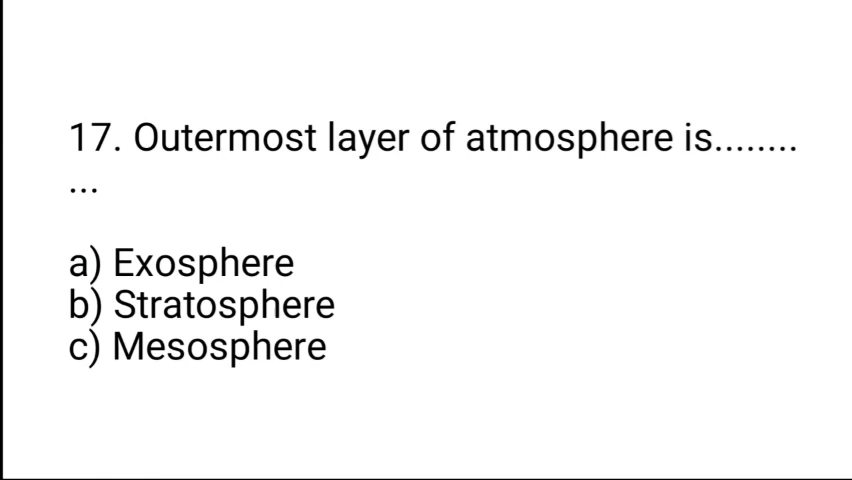 17. Outermost layer of atmosphere is........
...
a) Exosphere
b) Stratosphere
c) Mesosphere